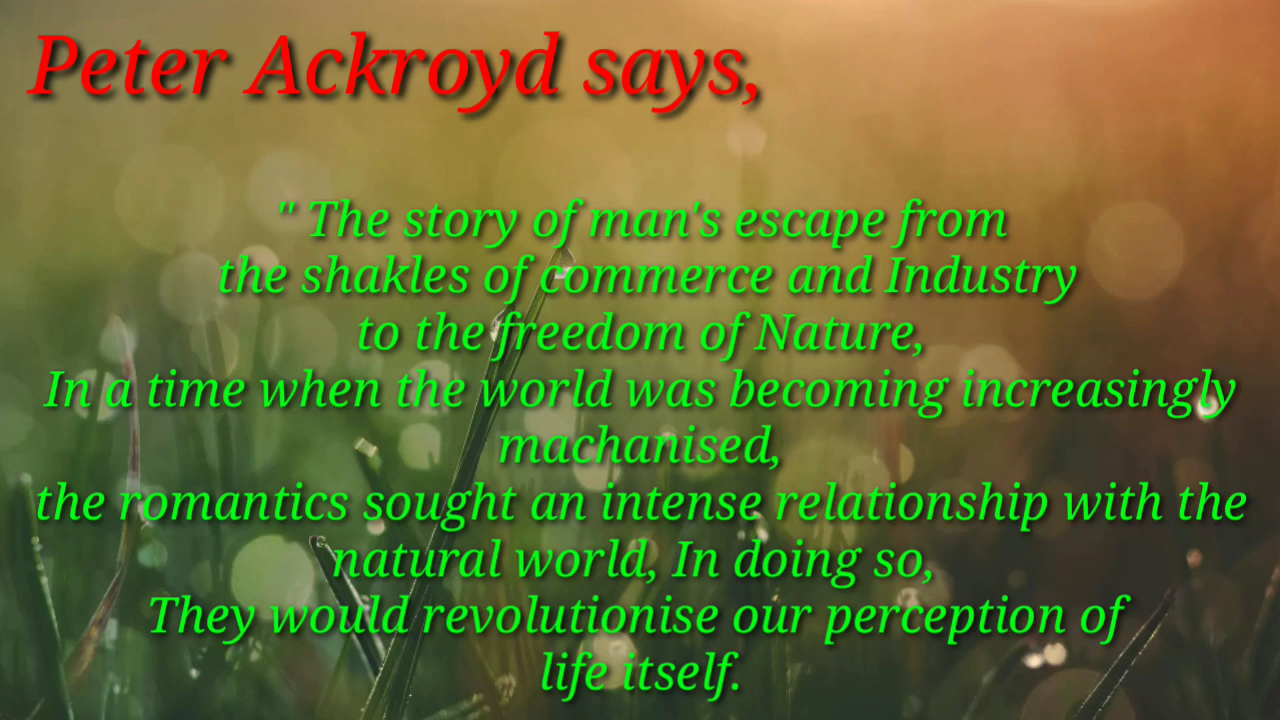 Peter Ackroyd says,
" The story of man's escape from
the shakles of commerce and Industry
to the freedom of Nature,
In a time when the world was becoming increasingly
machanised,
the romantics sought an intense relationship with the
natural world, In doing so,
They would revolutionise our perception of
life itself.